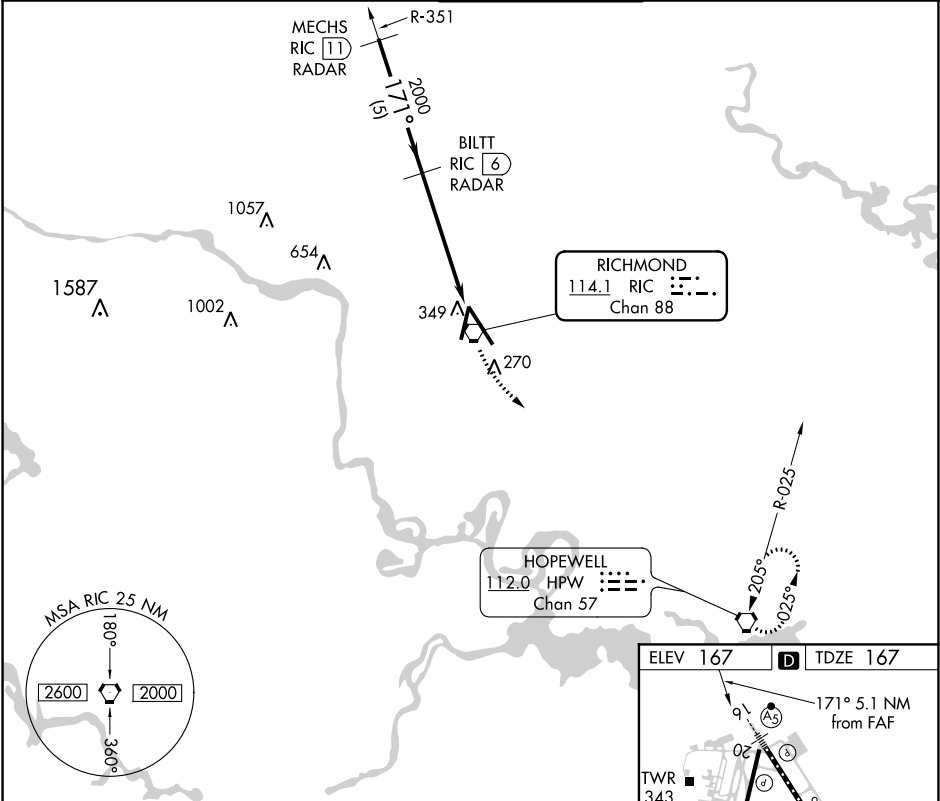 R-351
MECHS
RIC 11
RADAR
2000
171°
(5)
BILTT
RIC 6
RADAR
1057
654
1587
1002
349
270
RICHMOND
114.1 RIC
Chan 88
R-025
205°
025°
HOPEWELL
112.0 HPW
Chan 57
MSA RIC 25 NM
180°
2600
2000
360°
ELEV 167
D
TDZE 167
171° 5.1 NM
from FAF
16
A5
20
P
P
TWR
343